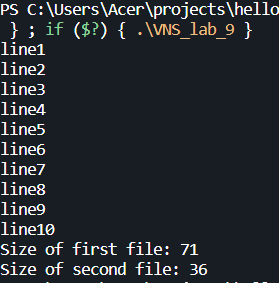 PS C:\Users\Acer\projects\hello
 } ; if ($?) { .\VNS_lab_9 }
line1
line2
line3
line4
line5
line6
line7
line8
line9
line10
Size of first file: 71
Size of second file: 36